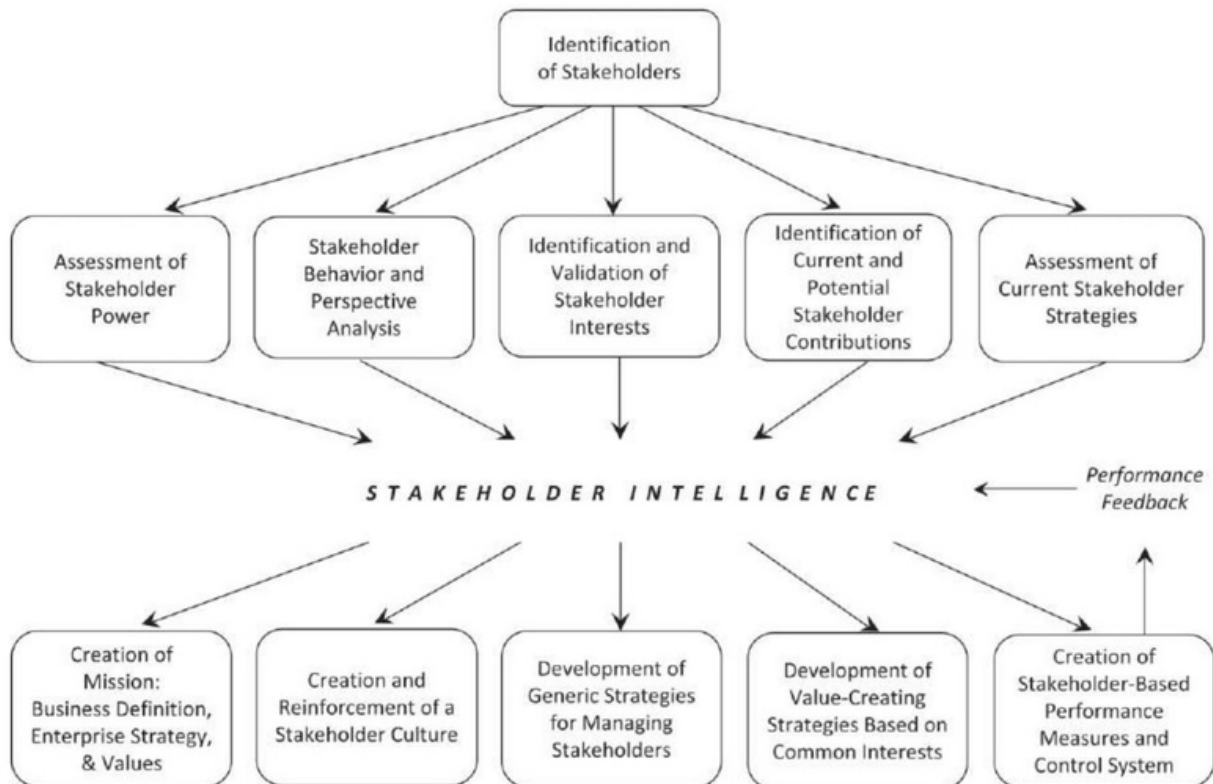 Identification
of Stakeholders
Assessment of
Stakeholder
Power
Stakeholder
Behavior and
Perspective
Analysis
Identification and
Validation of
Stakeholder
Interests
Identification of
Current and
Potential
Stakeholder
Contributions
Assessment of
Current Stakeholder
Strategies
STAKEHOLDER INTELLIGENCE
Performance
Feedback
Creation of
Mission:
Business Definition,
Enterprise Strategy,
& Values
Creation and
Reinforcement of a
Stakeholder Culture
Development of
Generic Strategies
for Managing
Stakeholders
Development of
Value-Creating
Strategies Based on
Common Interests
Creation of
Stakeholder-Based
Performance
Measures and
Control System